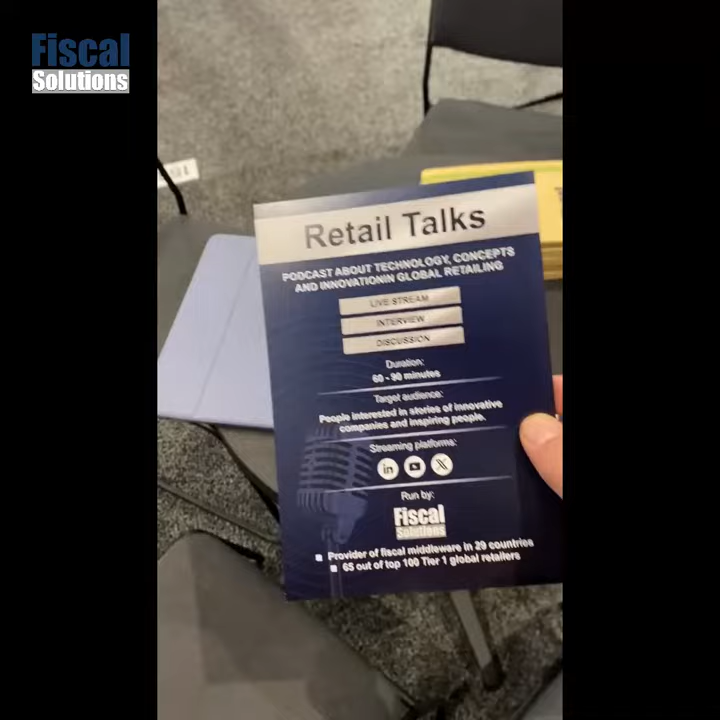 Fiscal
Solutions
Retail Talks
PODCAST ABOUT TECHNOLOGY, CONCEPTS
AND INNOVATIONIN GLOBAL RETAILING
LIVE STREAM
INTERVIEW
DISCUSSION
Duration:
60 - 90 minutes
Target audience:
People interested in stories of innovative
companies and inspiring people.
Streaming platforms:
in
X
Run by:
Fiscal
Solutions
Provider of fiscal middleware in 29 countries
65 out of top 100 Tier 1 global retailers